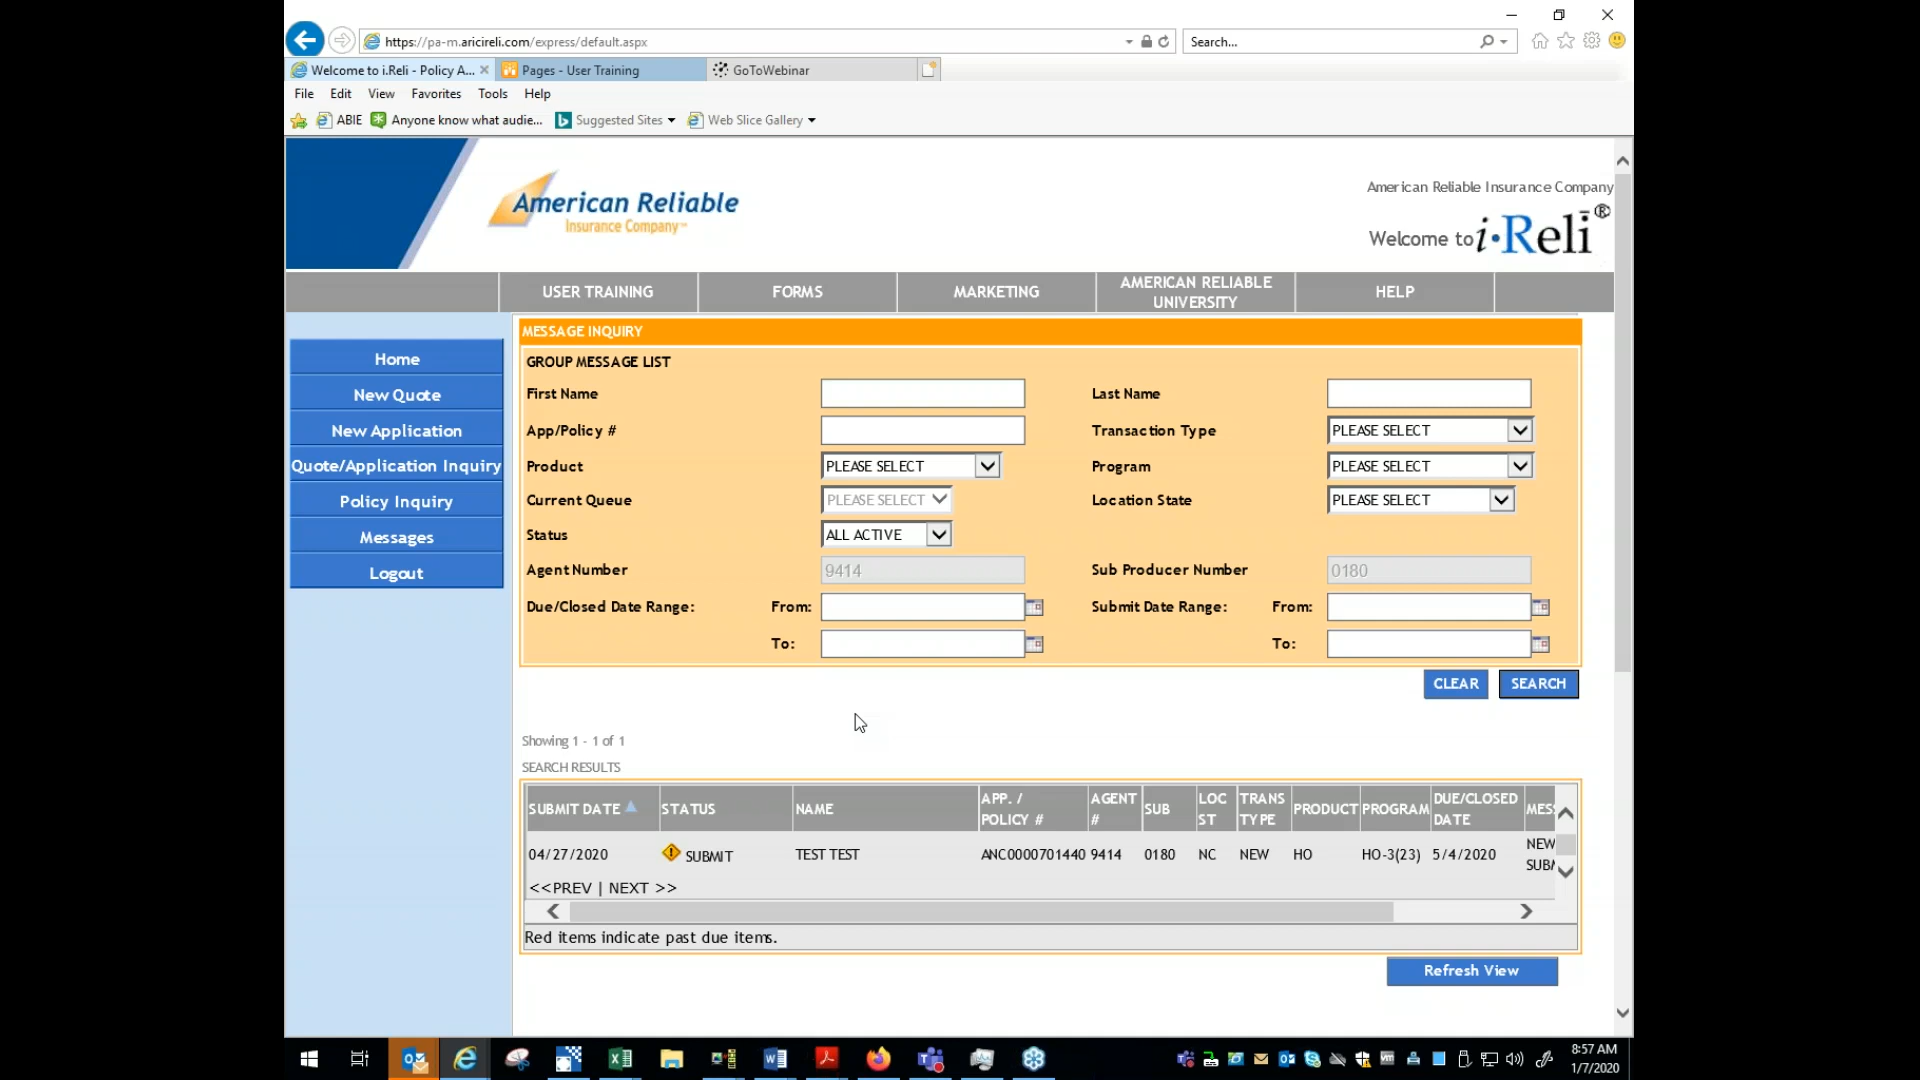 https://pa-m.aricireli.com/express/default.aspx
Search...
Welcome to i.Reli - Policy A...
Pages - User Training
GoToWebinar
File Edit View Favorites Tools Help
ABIE Anyone know what audie... Suggested Sites Web Slice Gallery
American Reliable
Insurance Company
American Reliable Insurance Company
Welcome to i•Reli®
USER TRAINING
FORMS
MARKETING
AMERICAN RELIABLE
UNIVERSITY
HELP
Home
New Quote
New Application
Quote/Application Inquiry
Policy Inquiry
Messages
Logout
MESSAGE INQUIRY
GROUP MESSAGE LIST
First Name
Last Name
App/Policy #
Transaction Type PLEASE SELECT
Product PLEASE SELECT
Program PLEASE SELECT
Current Queue PLEASE SELECT
Location State PLEASE SELECT
Status ALL ACTIVE
Agent Number 9414
Sub Producer Number 0180
Due/Closed Date Range: From:
Submit Date Range: From:
To:
To:
CLEAR SEARCH
Showing 1 - 1 of 1
SEARCH RESULTS
SUBMIT DATE
STATUS
NAME
APP. /
POLICY #
AGENT
#
SUB
LOC
ST
TRANS
TYPE
PRODUCT
PROGRAM
DUE/CLOSED
DATE
MES
04/27/2020 SUBMIT TEST TEST ANC0000701440 9414 0180 NC NEW HO HO-3(23) 5/4/2020 NEW
SUB
<<PREV | NEXT >>
Red items indicate past due items.
Refresh View
8:57 AM
1/7/2020